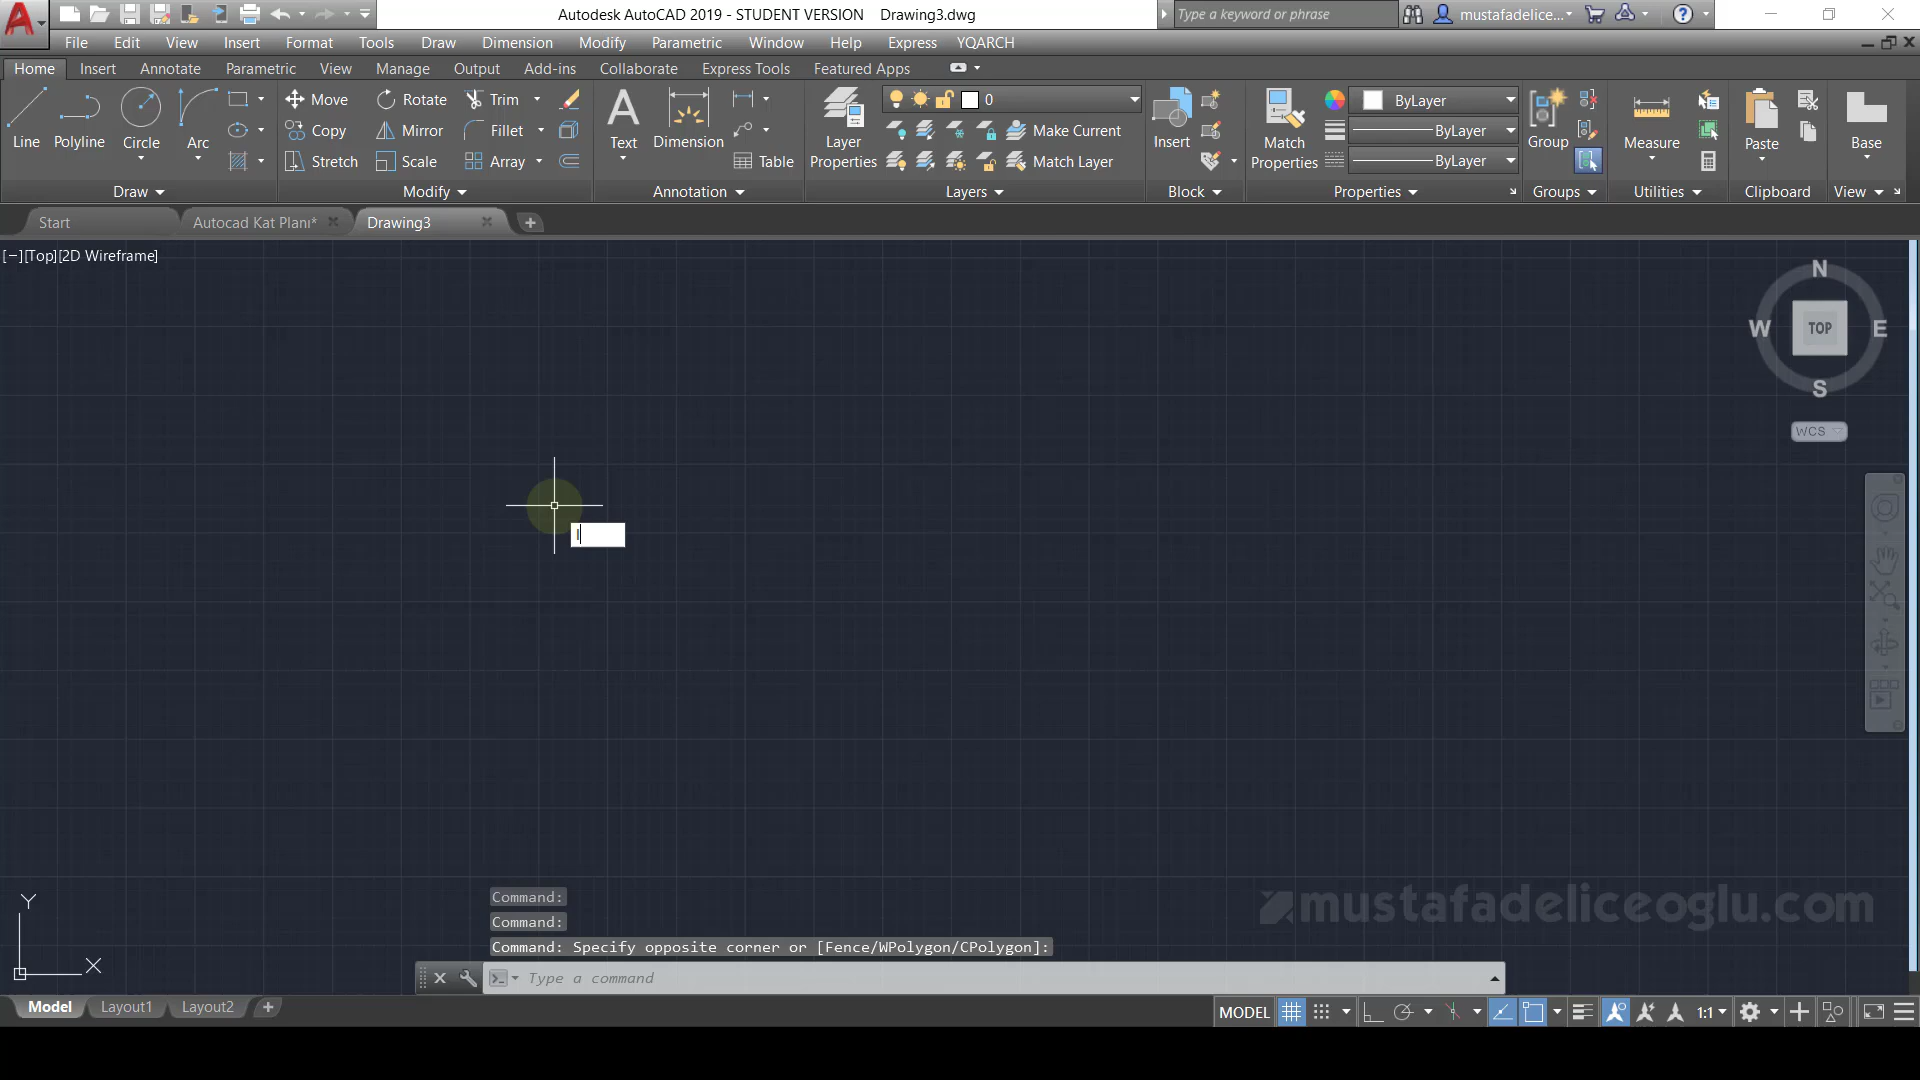 Autodesk AutoCAD 2019 - STUDENT VERSION Drawing3.dwg
Type a keyword or phrase
mustafadelice...
File Edit View Insert Format Tools Draw Dimension Modify Parametric Window Help Express YQARCH
Home Insert Annotate Parametric View Manage Output Add-ins Collaborate Express Tools Featured Apps
Line Polyline Circle Arc
Move Rotate Trim
Copy Mirror Fillet
Stretch Scale Array
Text Dimension Table
Layer Properties
0
Make Current
Match Layer
Insert
Match Properties
ByLayer
ByLayer
ByLayer
Group
Measure
Paste
Base
Draw Modify Annotation Layers Block Properties Groups Utilities Clipboard View
Start Autocad Kat Planı* Drawing3
[−][Top][2D Wireframe]
N
W TOP E
S
WCS
l
Y
X
Command:
Command:
Command: Specify opposite corner or [Fence/WPolygon/CPolygon]:
Type a command
mustafadeliceoglu.com
Model Layout1 Layout2
MODEL 1:1